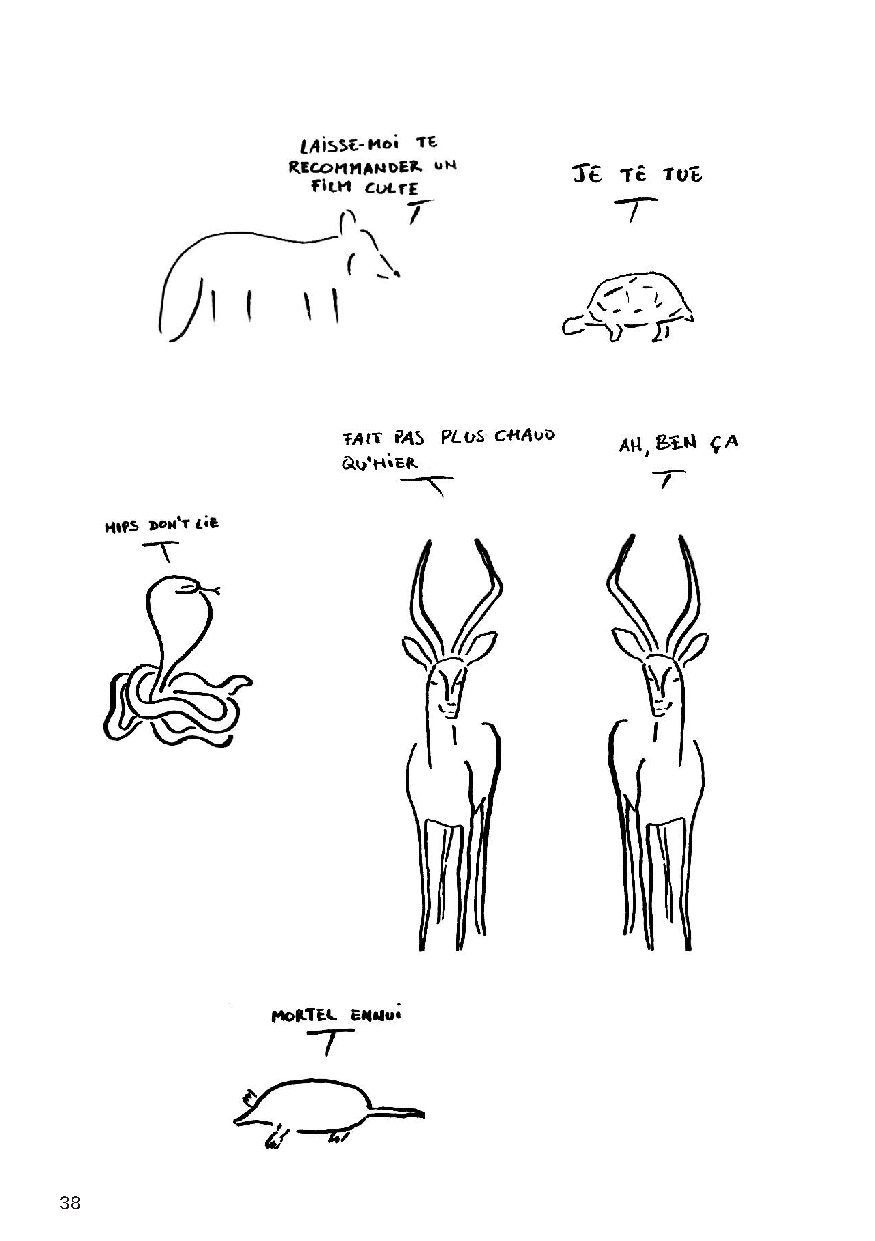 LAISSE-MOI TE
RECOMMANDER UN
FILM CULTE
JE TE TUE
FAIT PAS PLUS CHAUD
QU'HIER
AH, BEN ÇA
HIPS DON'T LIE
MORTEL ENNUI
38